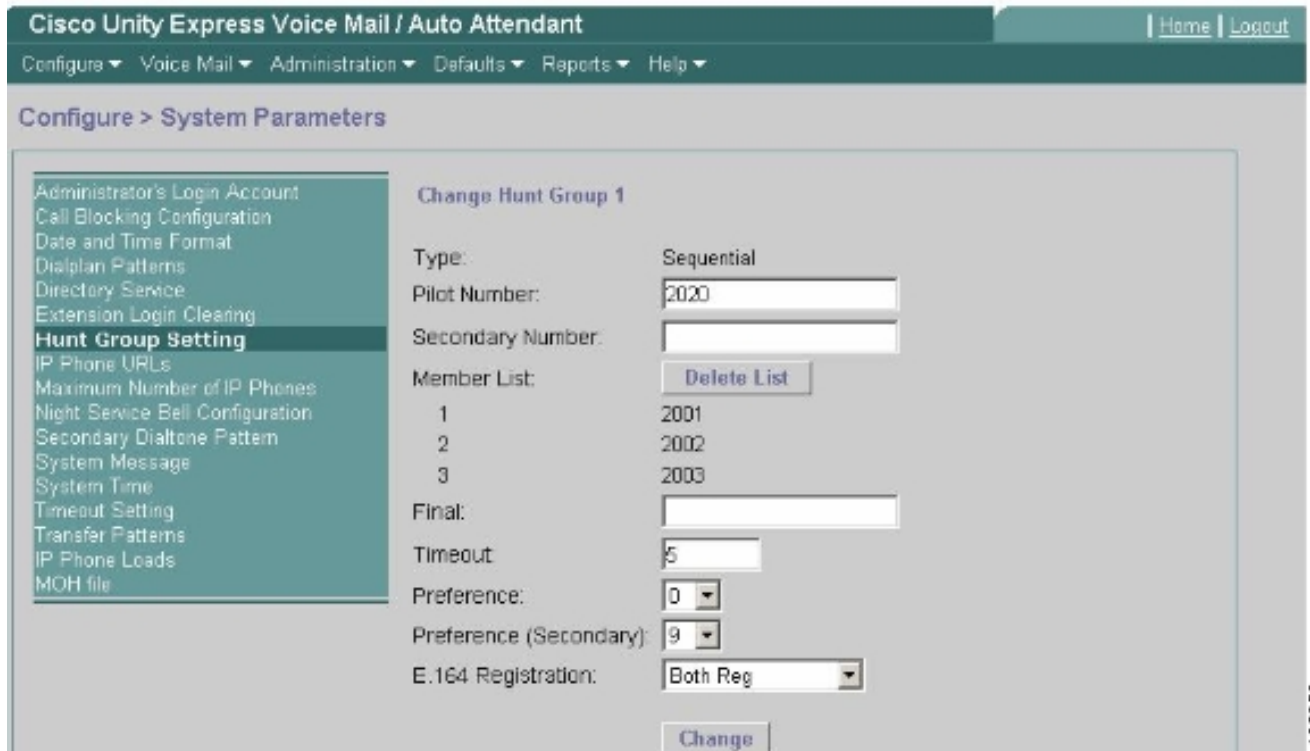 Cisco Unity Express Voice Mail / Auto Attendant
Home | Logout
Configure Voice Mail Administration Defaults Reports Help
Configure > System Parameters
Administrator's Login Account
Call Blocking Configuration
Date and Time Format
Dialplan Patterns
Directory Service
Extension Login Clearing
Hunt Group Setting
IP Phone URLs
Maximum Number of IP Phones
Night Service Bell Configuration
Secondary Dialtone Pattern
System Message
System Time
Timeout Setting
Transfer Patterns
IP Phone Loads
MOH file
Change Hunt Group 1
Type: Sequential
Pilot Number: 2020
Secondary Number:
Member List: Delete List
1 2001
2 2002
3 2003
Final:
Timeout 5
Preference: 0
Preference (Secondary): 9
E.164 Registration: Both Reg
Change